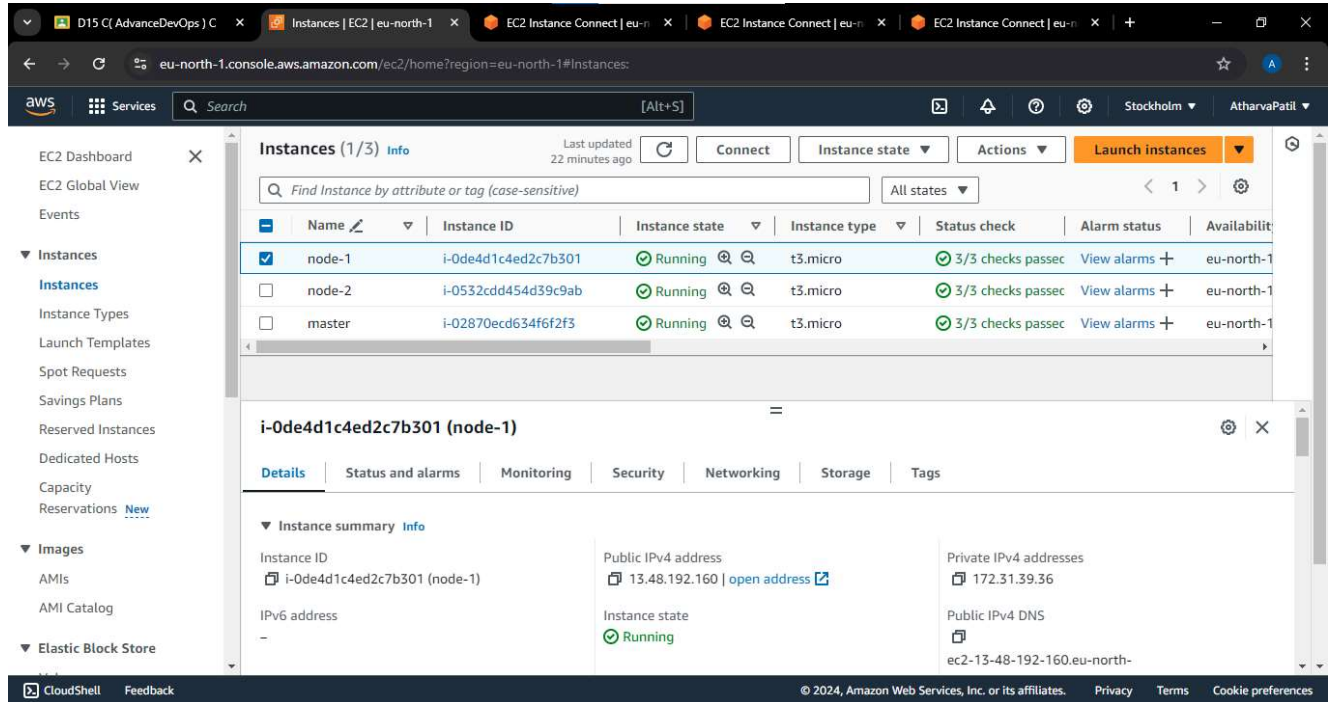 D15 C( AdvanceDevOps ) C
Instances | EC2 | eu-north-1
EC2 Instance Connect | eu-n
EC2 Instance Connect | eu-n
EC2 Instance Connect | eu-n
eu-north-1.console.aws.amazon.com/ec2/home?region=eu-north-1#Instances:
A
aws
Services
Search
[Alt+S]
Stockholm
AtharvaPatil
EC2 Dashboard
EC2 Global View
Events
Instances
Instances
Instance Types
Launch Templates
Spot Requests
Savings Plans
Reserved Instances
Dedicated Hosts
Capacity
Reservations New
Images
AMIs
AMI Catalog
Elastic Block Store
Instances (1/3) Info
Last updated
22 minutes ago
Connect
Instance state
Actions
Launch instances
Find Instance by attribute or tag (case-sensitive)
All states
1
Name Instance ID Instance state Instance type Status check Alarm status Availabilit
node-1 i-0de4d1c4ed2c7b301 Running t3.micro 3/3 checks passec View alarms + eu-north-1
node-2 i-0532cdd454d39c9ab Running t3.micro 3/3 checks passec View alarms + eu-north-1
master i-02870ecd634f6f2f3 Running t3.micro 3/3 checks passec View alarms + eu-north-1
i-0de4d1c4ed2c7b301 (node-1)
Details Status and alarms Monitoring Security Networking Storage Tags
Instance summary Info
Instance ID
i-0de4d1c4ed2c7b301 (node-1)
Public IPv4 address
13.48.192.160 | open address
Private IPv4 addresses
172.31.39.36
IPv6 address
–
Instance state
Running
Public IPv4 DNS
ec2-13-48-192-160.eu-north-
CloudShell Feedback
© 2024, Amazon Web Services, Inc. or its affiliates. Privacy Terms Cookie preferences